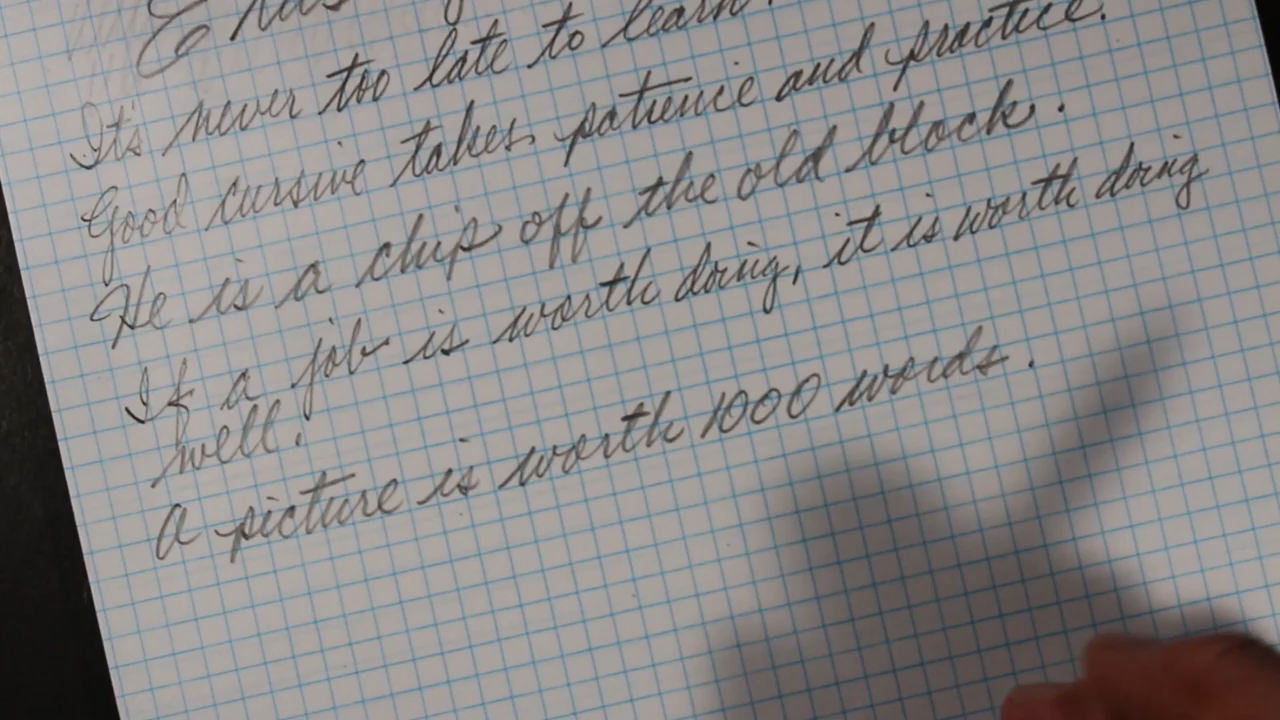 It's never too late to learn.
Good cursive takes patience and practice.
He is a chip off the old block.
If a job is worth doing, it is worth doing
well.
A picture is worth 1000 words.